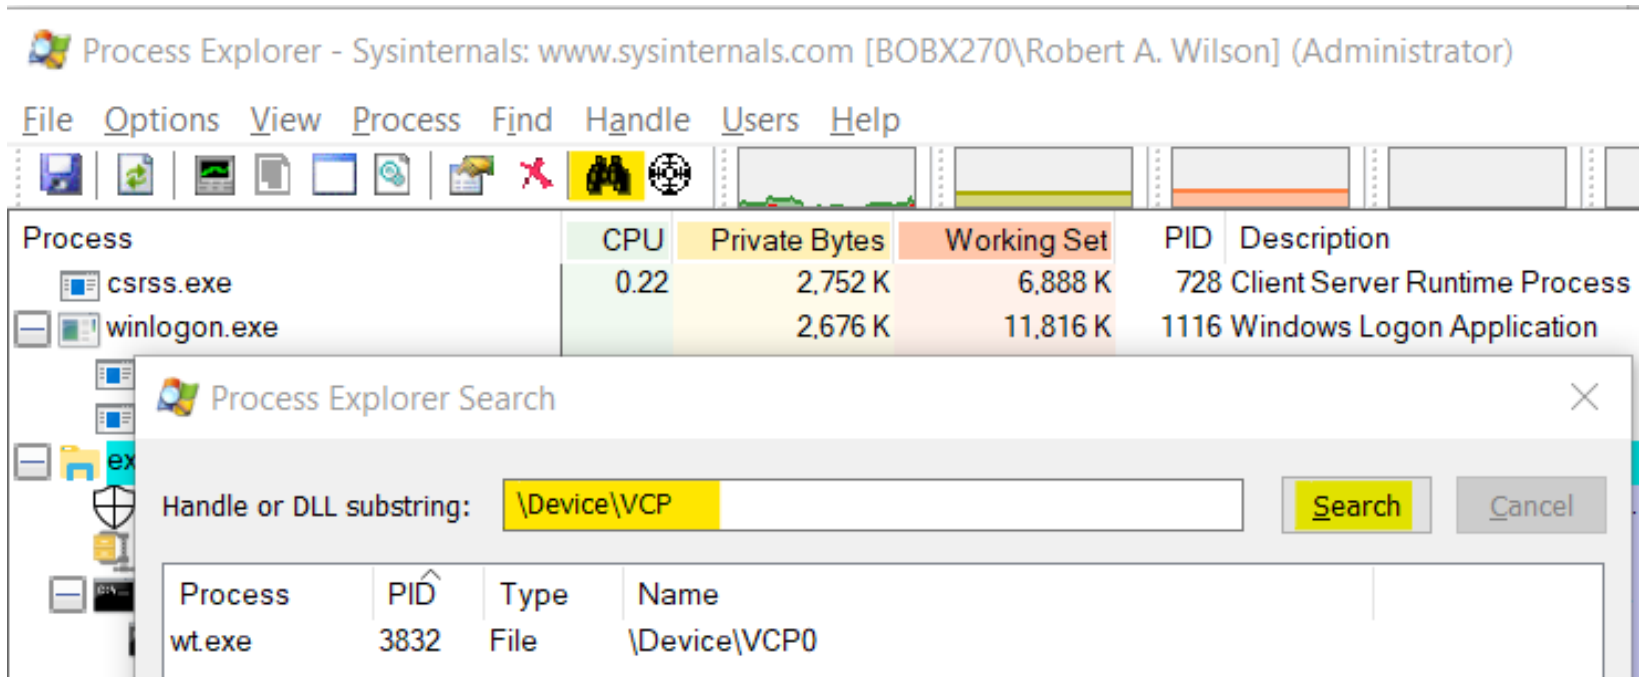 Process Explorer - Sysinternals: www.sysinternals.com [BOBX270\Robert A. Wilson] (Administrator)
File Options View Process Find Handle Users Help
Process CPU Private Bytes Working Set PID Description
csrss.exe 0.22 2,752 K 6,888 K 728 Client Server Runtime Process
winlogon.exe 2,676 K 11,816 K 1116 Windows Logon Application
Process Explorer Search
ex
Handle or DLL substring: \Device\VCP Search Cancel
Process PID Type Name
wt.exe 3832 File \Device\VCP0